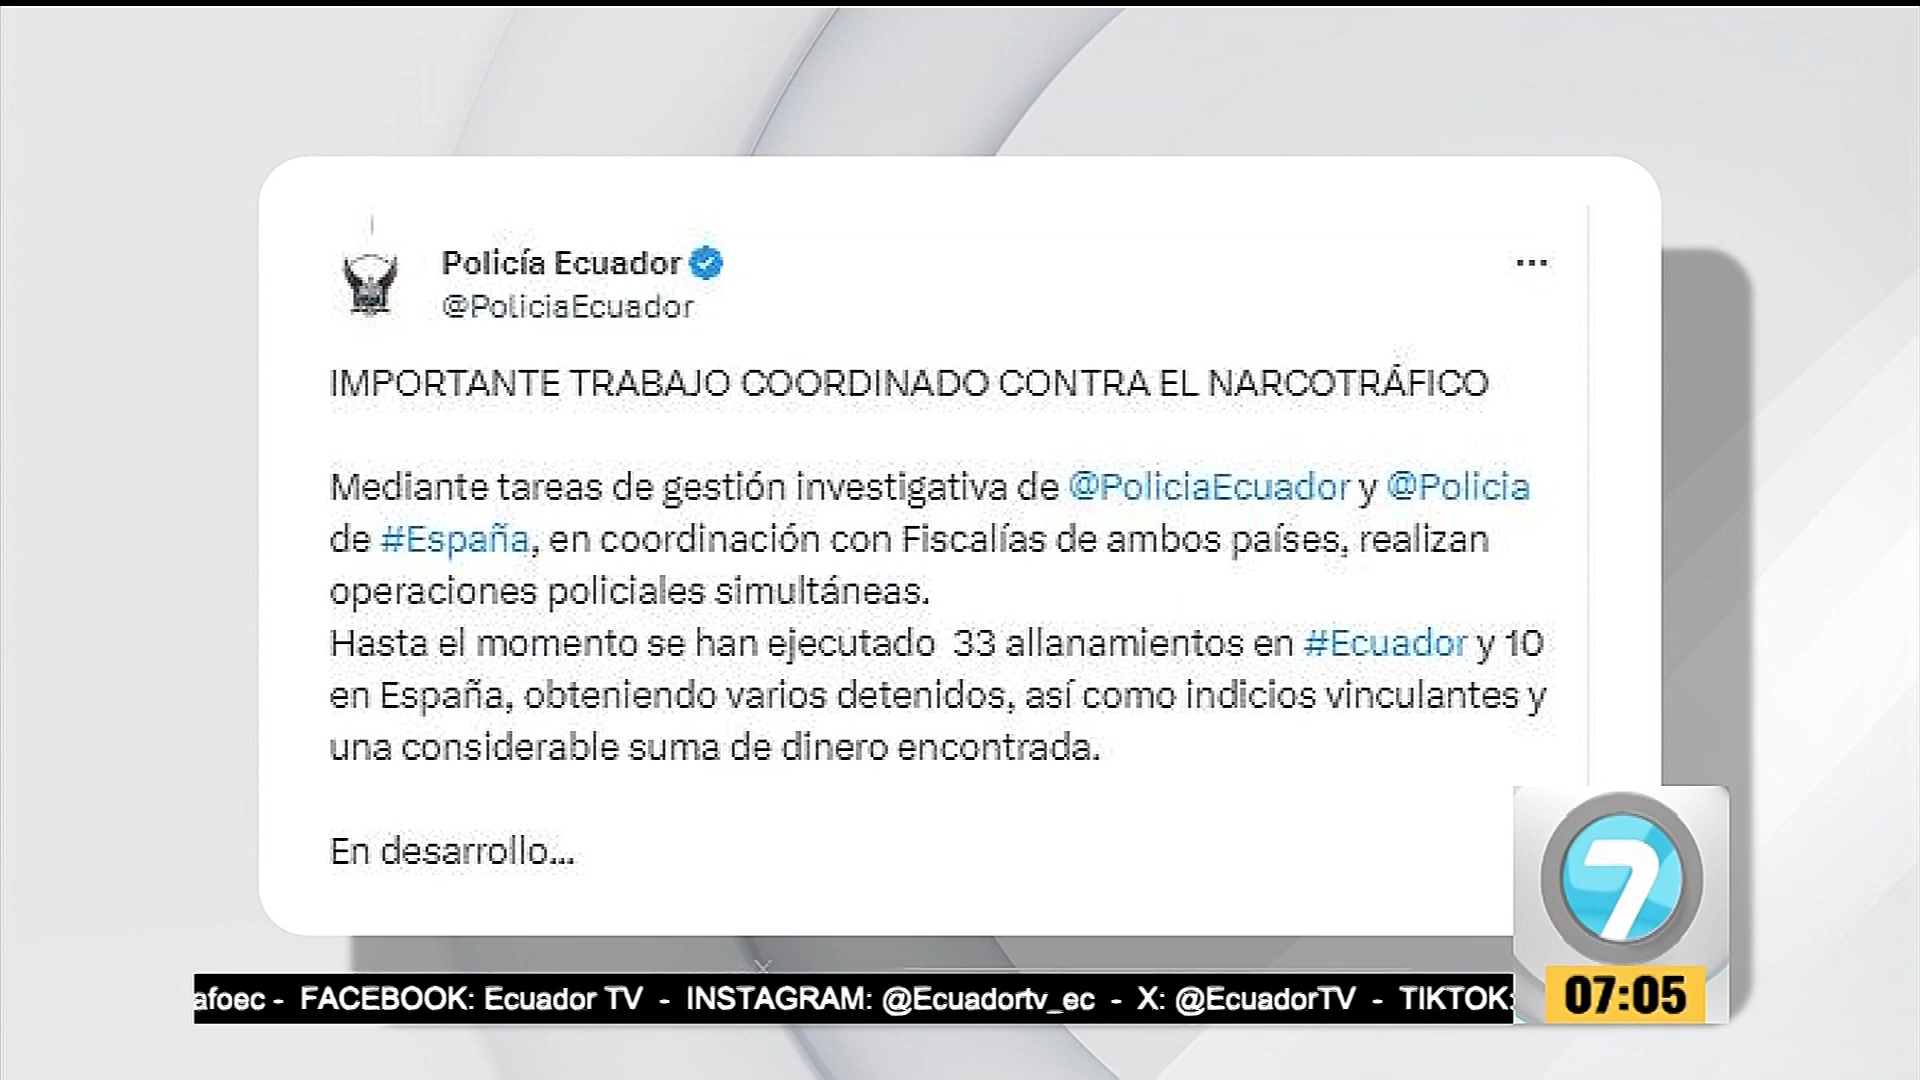 Policía Ecuador
@PoliciaEcuador
IMPORTANTE TRABAJO COORDINADO CONTRA EL NARCOTRÁFICO
Mediante tareas de gestión investigativa de @PoliciaEcuador y @Policia
de #España, en coordinación con Fiscalías de ambos países, realizan
operaciones policiales simultáneas.
Hasta el momento se han ejecutado 33 allanamientos en #Ecuador y 10
en España, obteniendo varios detenidos, así como indicios vinculantes y
una considerable suma de dinero encontrada.
En desarrollo...
7
afoec - FACEBOOK: Ecuador TV - INSTAGRAM: @Ecuadortv_ec - X: @EcuadorTV - TIKTOK:
07:05